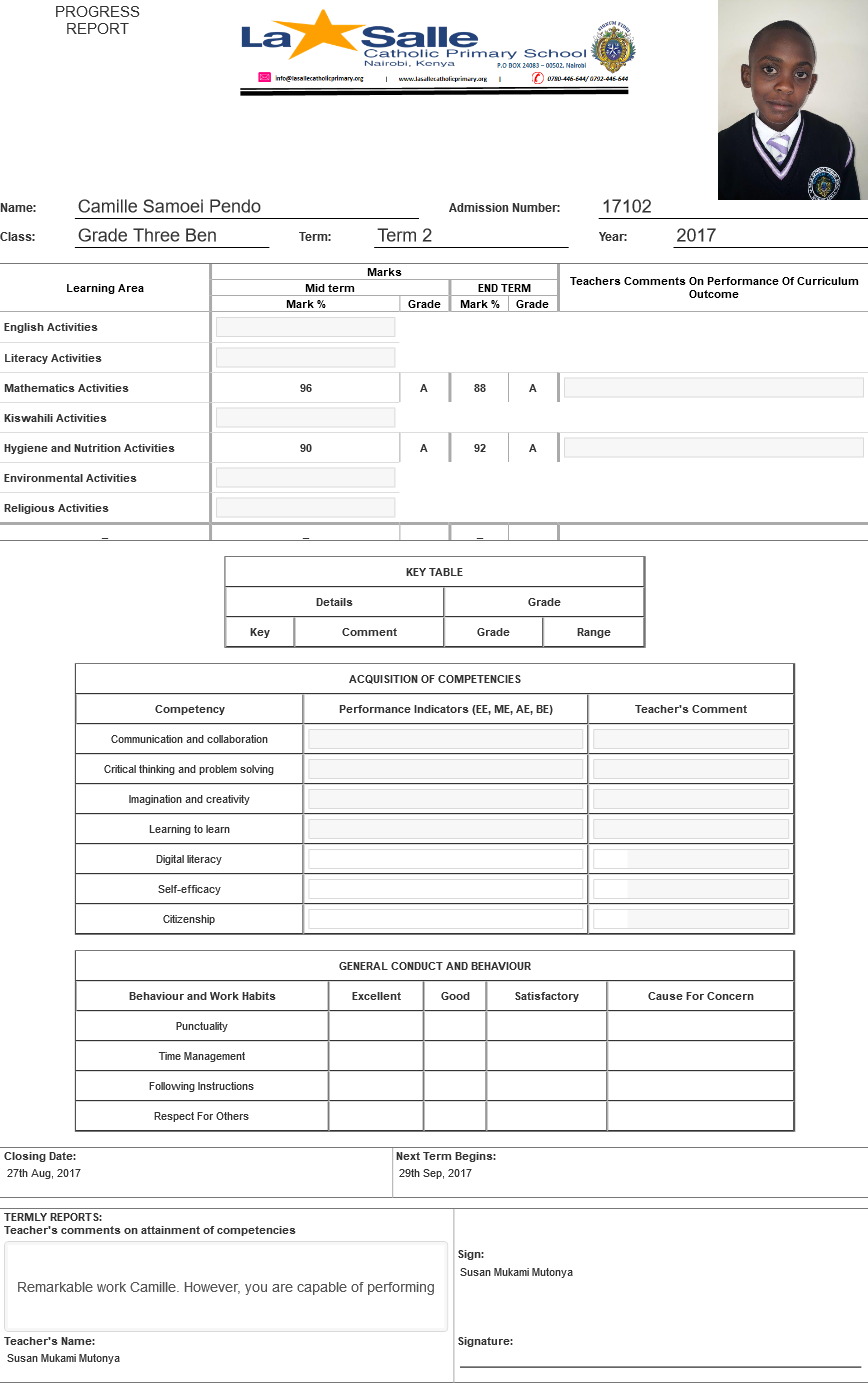 PROGRESS
REPORT
La Salle
Catholic Primary School
Nairobi, Kenya
P.O BOX 24083 – 00502, Nairobi
info@lasallecatholicprimary.org | www.lasallecatholicprimary.org | 0780-446-644/ 0792-446-644
Name: Camille Samoei Pendo Admission Number: 17102
Class: Grade Three Ben Term: Term 2 Year: 2017
Learning Area Marks Teachers Comments On Performance Of Curriculum Outcome
Mid term END TERM
Mark % Grade Mark % Grade
English Activities
Literacy Activities
Mathematics Activities 96 A 88 A
Kiswahili Activities
Hygiene and Nutrition Activities 90 A 92 A
Environmental Activities
Religious Activities
– – –
KEY TABLE
Details Grade
Key Comment Grade Range
ACQUISITION OF COMPETENCIES
Competency Performance Indicators (EE, ME, AE, BE) Teacher's Comment
Communication and collaboration
Critical thinking and problem solving
Imagination and creativity
Learning to learn
Digital literacy
Self-efficacy
Citizenship
GENERAL CONDUCT AND BEHAVIOUR
Behaviour and Work Habits Excellent Good Satisfactory Cause For Concern
Punctuality
Time Management
Following Instructions
Respect For Others
Closing Date: Next Term Begins:
27th Aug, 2017 29th Sep, 2017
TERMLY REPORTS:
Teacher's comments on attainment of competencies
Remarkable work Camille. However, you are capable of performing
Sign:
Susan Mukami Mutonya
Teacher's Name: Signature:
Susan Mukami Mutonya